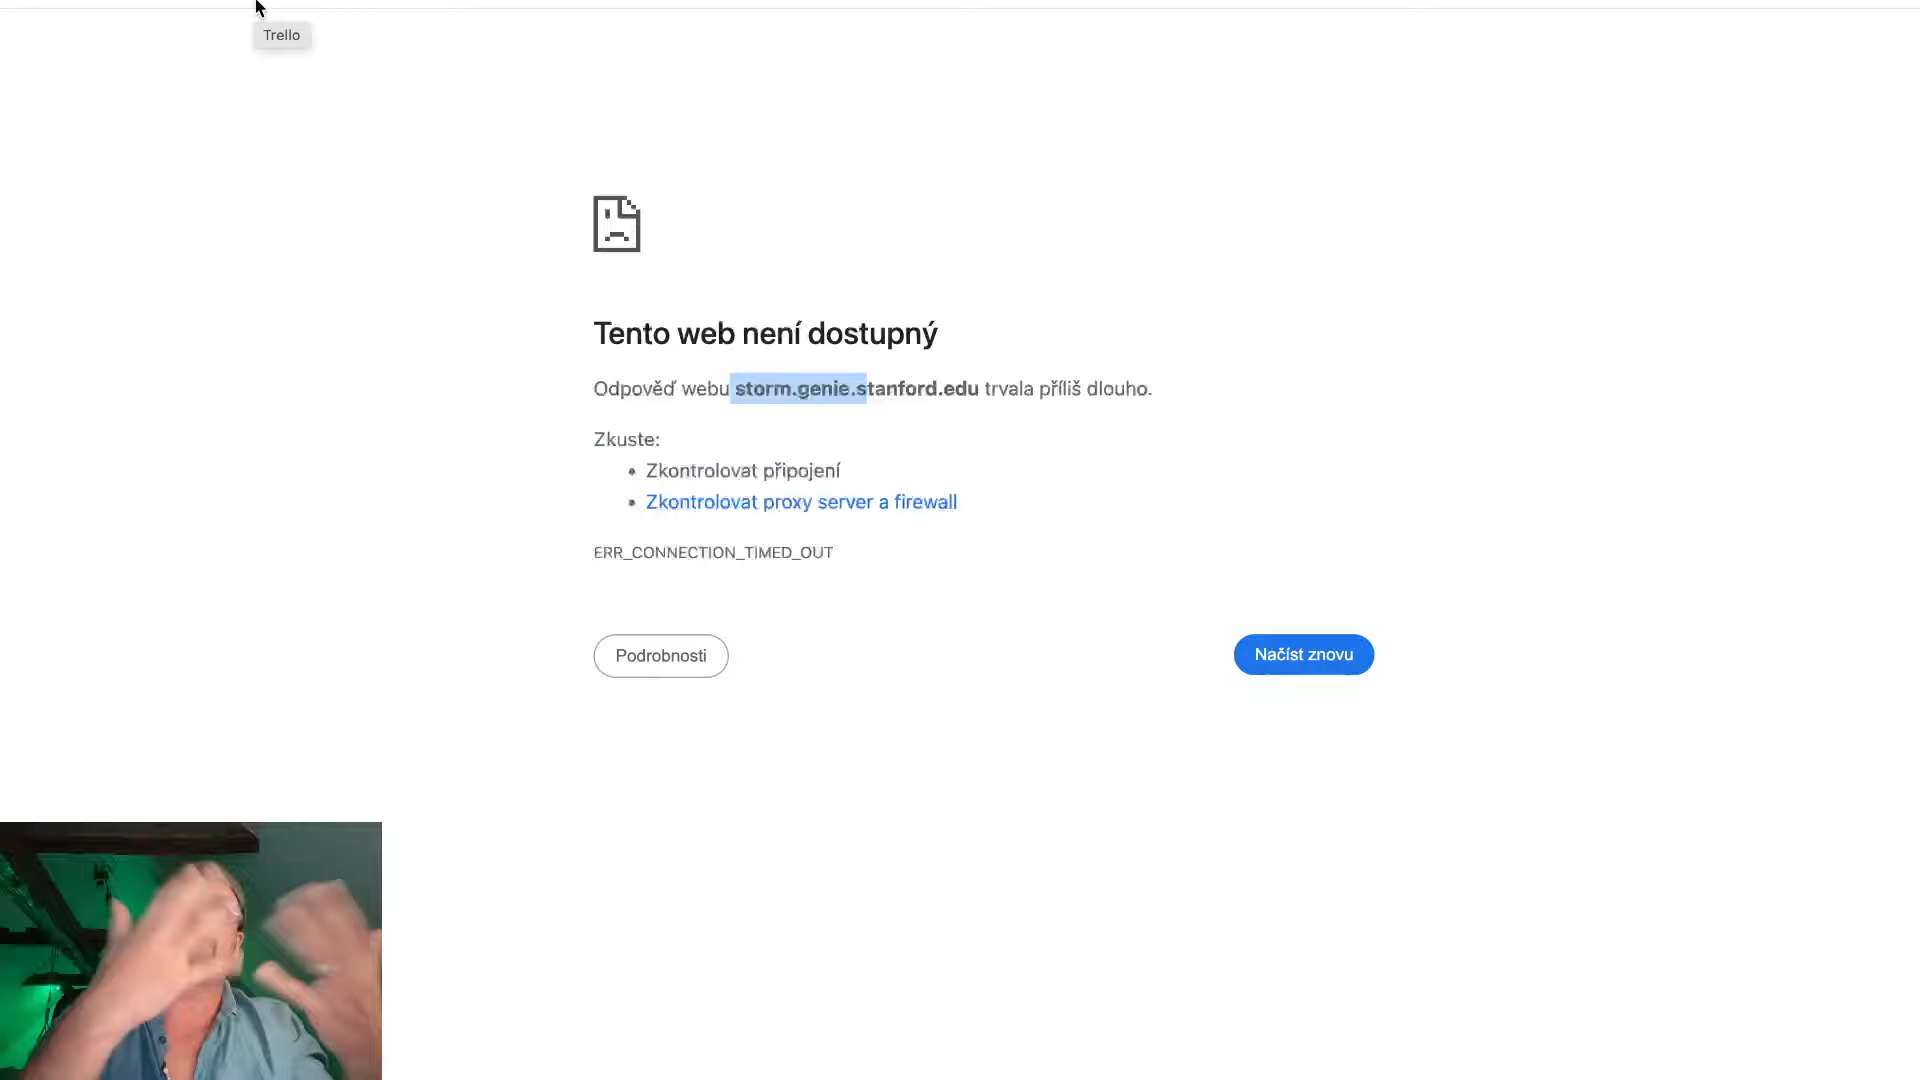 Trello
Tento web není dostupný
Odpověď webu storm.genie.stanford.edu trvala příliš dlouho.
Zkuste:
• Zkontrolovat připojení
• Zkontrolovat proxy server a firewall
ERR_CONNECTION_TIMED_OUT
Podrobnosti
Načíst znovu